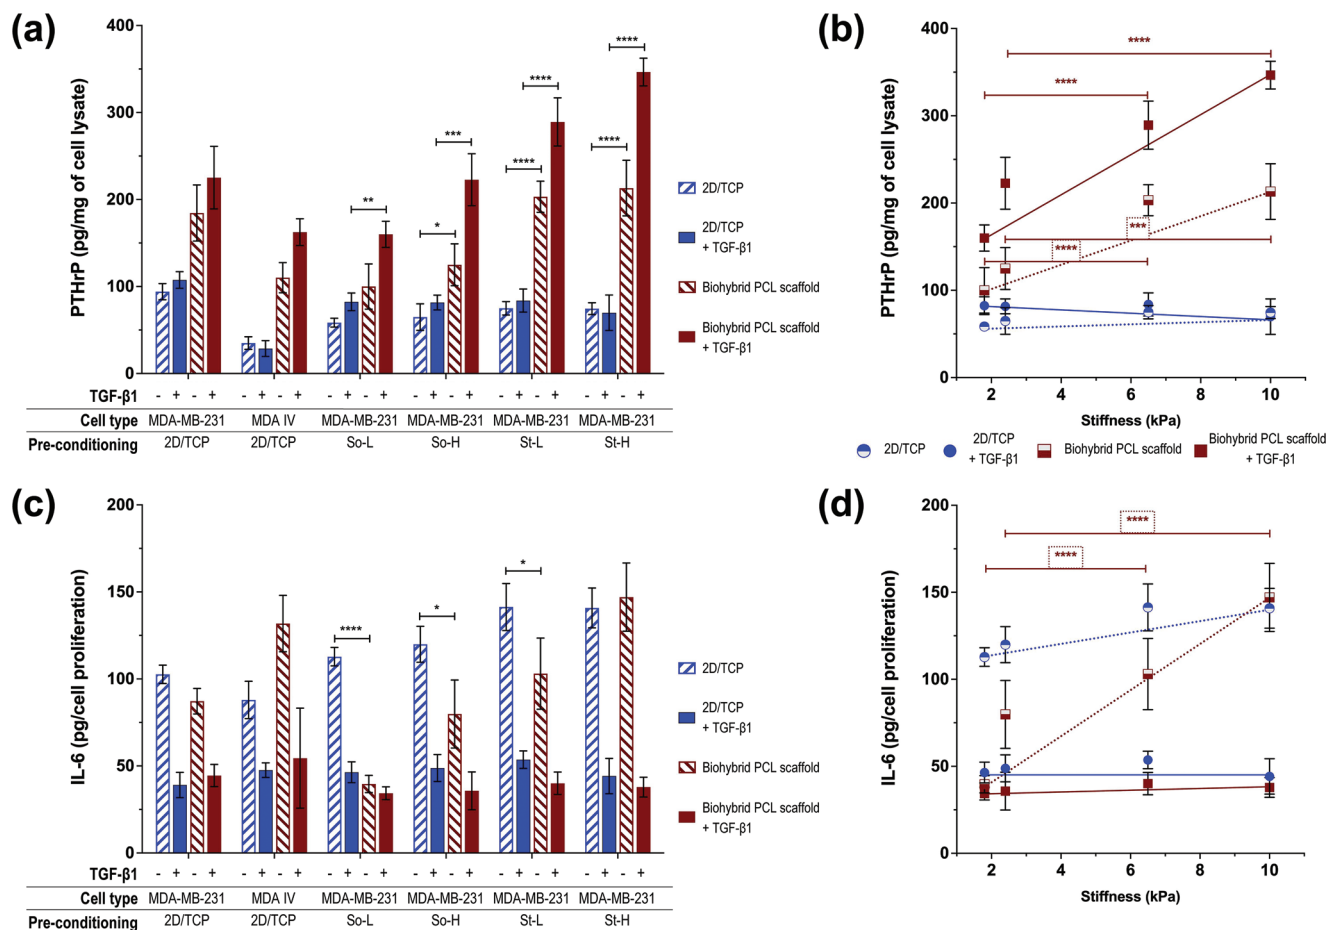 (a)
400
300
200
100
0
PTHrP (pg/mg of cell lysate)
**
*
***
****
****
****
****
2D/TCP
2D/TCP
+ TGF-β1
Biohybrid PCL scaffold
Biohybrid PCL scaffold
+ TGF-β1
TGF-β1 - + - + - + - + - + - + - + - + - + - + - + - +
Cell type MDA-MB-231 MDA IV MDA-MB-231 MDA-MB-231 MDA-MB-231 MDA-MB-231
Pre-conditioning 2D/TCP 2D/TCP So-L So-H St-L St-H
(b)
400
300
200
100
0
PTHrP (pg/mg of cell lysate)
****
****
***
****
2 4 6 8 10
Stiffness (kPa)
2D/TCP
2D/TCP
+ TGF-β1
Biohybrid PCL scaffold
Biohybrid PCL scaffold
+ TGF-β1
(c)
200
150
100
50
0
IL-6 (pg/cell proliferation)
****
*
*
2D/TCP
2D/TCP
+ TGF-β1
Biohybrid PCL scaffold
Biohybrid PCL scaffold
+ TGF-β1
TGF-β1 - + - + - + - + - + - + - + - + - + - + - + - +
Cell type MDA-MB-231 MDA IV MDA-MB-231 MDA-MB-231 MDA-MB-231 MDA-MB-231
Pre-conditioning 2D/TCP 2D/TCP So-L So-H St-L St-H
(d)
200
150
100
50
0
IL-6 (pg/cell proliferation)
****
****
2 4 6 8 10
Stiffness (kPa)